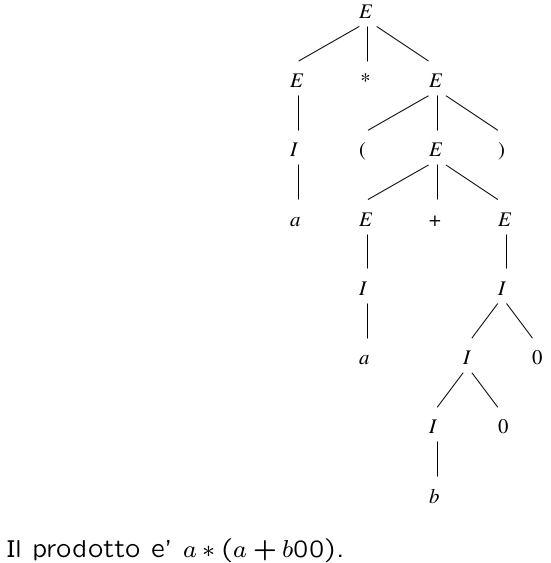 E
E * E
I ( E )
a E + E
I I
a I 0
I 0
b
Il prodotto e' a ∗ (a + b00).